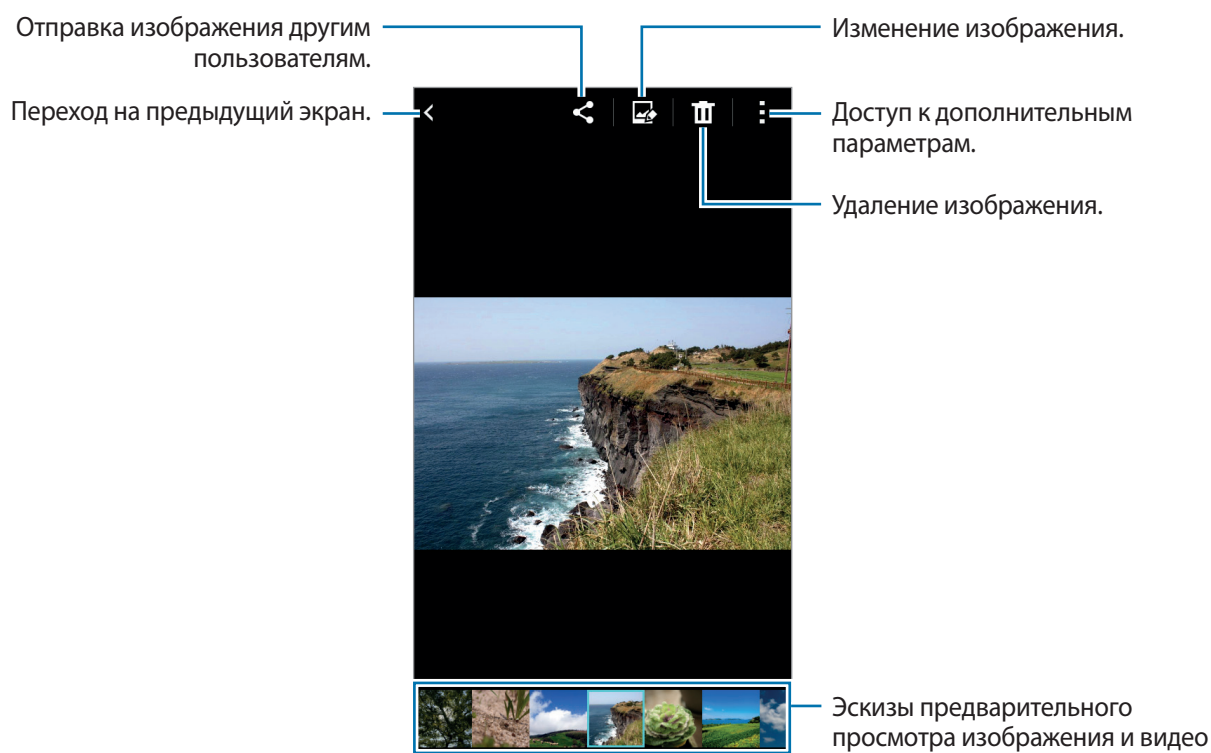 Отправка изображения другим
пользователям.
Переход на предыдущий экран.
Изменение изображения.
Доступ к дополнительным
параметрам.
Удаление изображения.
Эскизы предварительного
просмотра изображения и видео